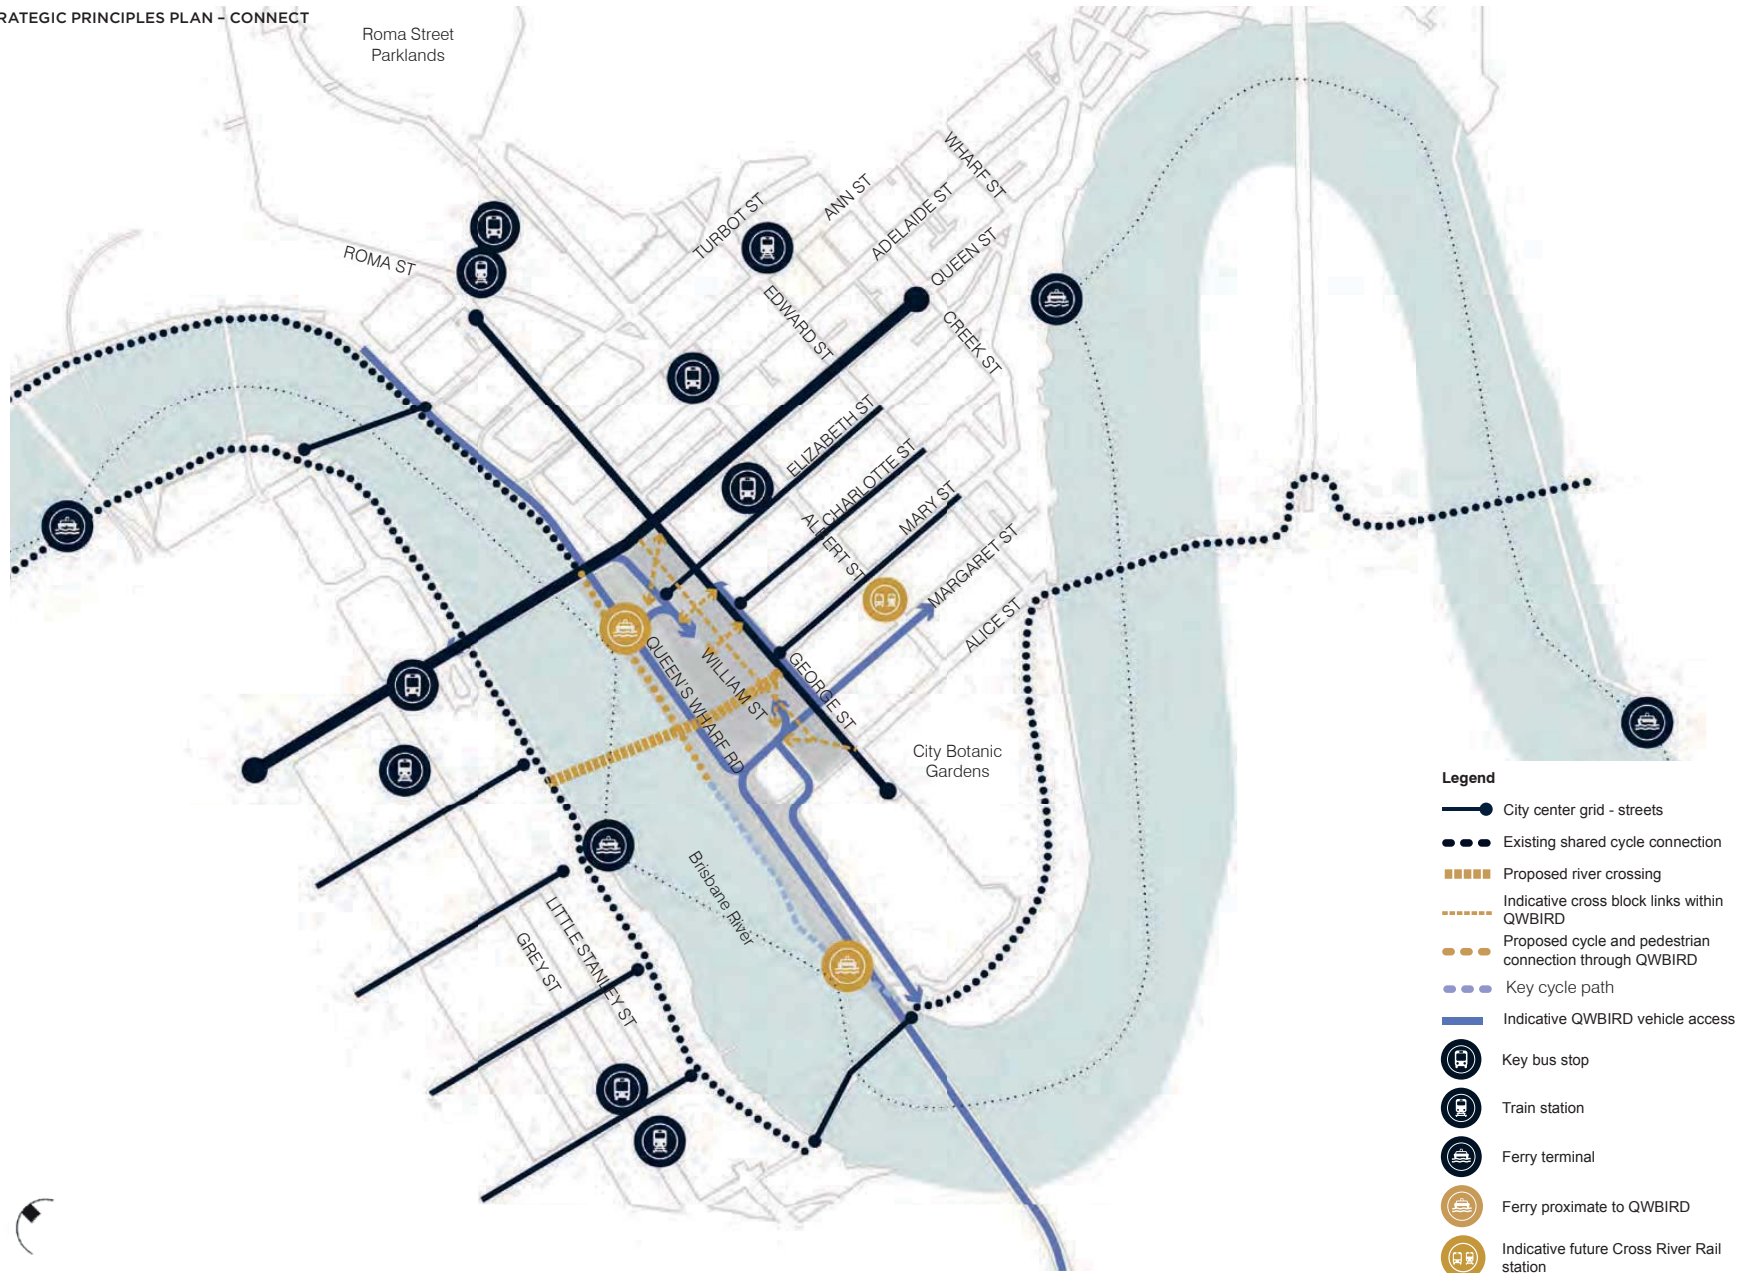 RATEGIC PRINCIPLES PLAN – CONNECT
Roma Street
Parklands
WHARF ST
ANN ST
TURBOT ST
ADELAIDE ST
QUEEN ST
ROMA ST
EDWARD ST
CREEK ST
ELIZABETH ST
CHARLOTTE ST
MARY ST
ALBERT ST
MARGARET ST
ALICE ST
QUEEN'S WHARF RD
WILLIAM ST
GEORGE ST
City Botanic
Gardens
Brisbane River
LITTLE STANLEY ST
GREY ST
Legend
City center grid - streets
Existing shared cycle connection
Proposed river crossing
Indicative cross block links within
QWBIRD
Proposed cycle and pedestrian
connection through QWBIRD
Key cycle path
Indicative QWBIRD vehicle access
Key bus stop
Train station
Ferry terminal
Ferry proximate to QWBIRD
Indicative future Cross River Rail
station